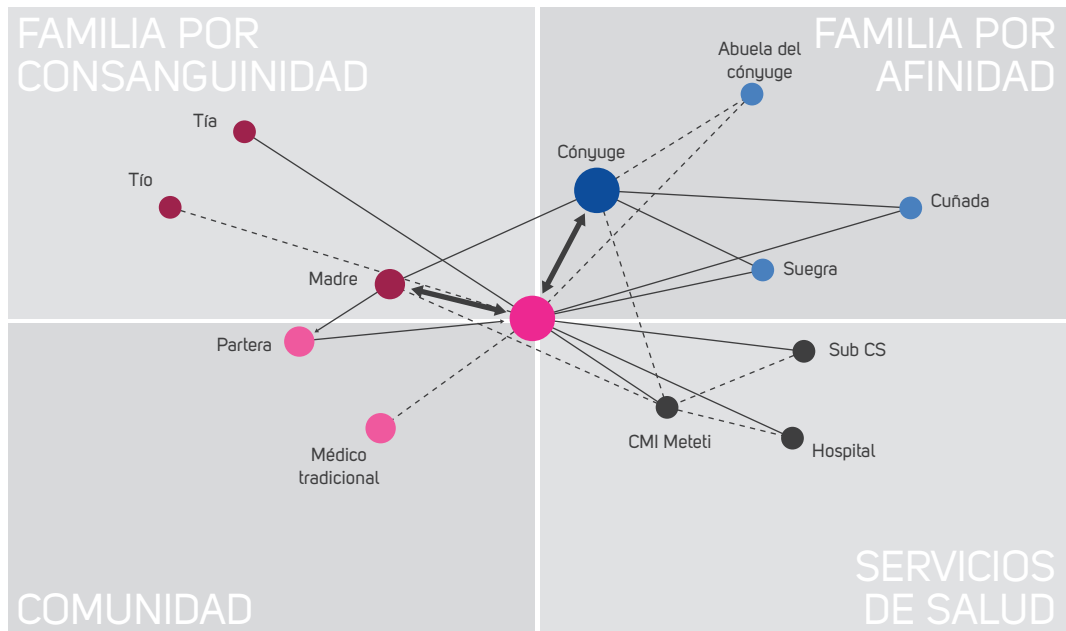 FAMILIA POR
CONSANGUINIDAD
FAMILIA POR
AFINIDAD
Abuela del
cónyuge
Tía
Cónyuge
Tío
Cuñada
Madre
Suegra
Partera
Sub CS
Médico
tradicional
CMI Meteti
Hospital
COMUNIDAD
SERVICIOS
DE SALUD